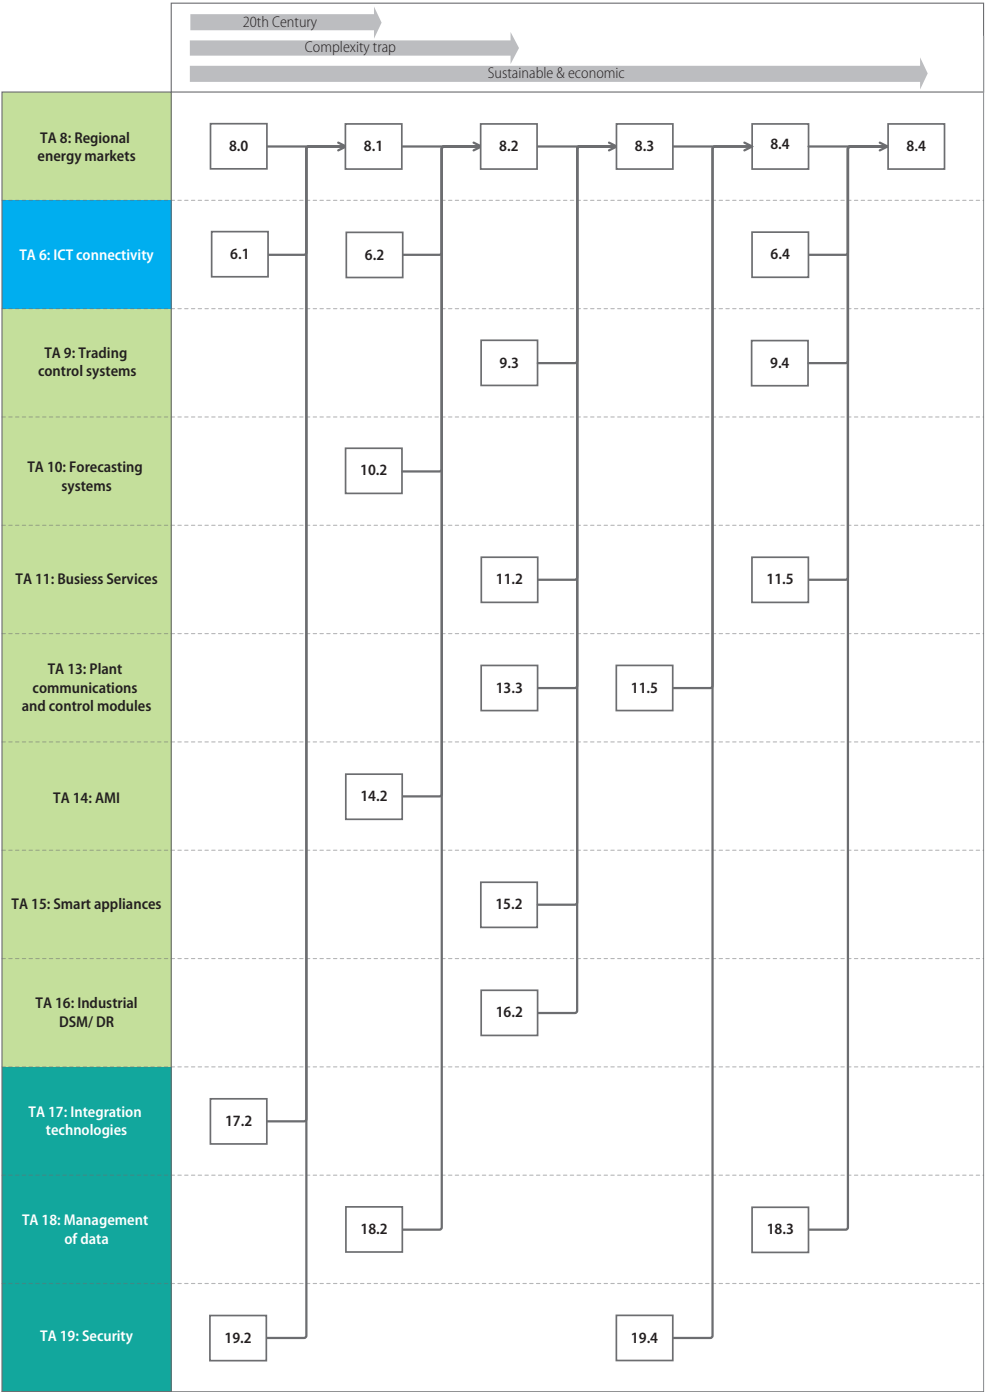 20th Century
Complexity trap
Sustainable & economic
TA 8: Regional
energy markets
8.0
8.1
8.2
8.3
8.4
8.4
TA 6: ICT connectivity
6.1
6.2
6.4
TA 9: Trading
control systems
9.3
9.4
TA 10: Forecasting
systems
10.2
TA 11: Busiess Services
11.2
11.5
TA 13: Plant
communications
and control modules
13.3
11.5
TA 14: AMI
14.2
TA 15: Smart appliances
15.2
TA 16: Industrial
DSM/ DR
16.2
TA 17: Integration
technologies
17.2
TA 18: Management
of data
18.2
18.3
TA 19: Security
19.2
19.4